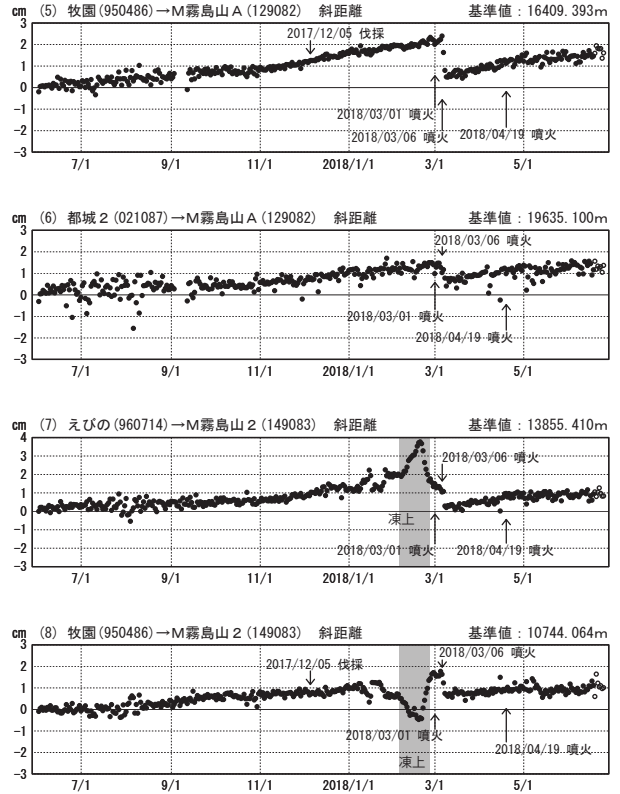 cm (5) 牧園(950486)→M霧島山A(129082) 斜距離 基準値:16409.393m
3
2
1
0
-1
-2
-3
2017/12/05 伐採
2018/03/01 噴火
2018/03/06 噴火 2018/04/19 噴火
7/1 9/1 11/1 2018/1/1 3/1 5/1
cm (6) 都城2(021087)→M霧島山A(129082) 斜距離 基準値:19635.100m
3
2
1
0
-1
-2
-3
2018/03/06 噴火
2018/03/01 噴火
2018/04/19 噴火
7/1 9/1 11/1 2018/1/1 3/1 5/1
cm (7) えびの(960714)→M霧島山2(149083) 斜距離 基準値:13855.410m
4
3
2
1
0
-1
-2
-3
2018/03/06 噴火
凍上
2018/03/01 噴火 2018/04/19 噴火
7/1 9/1 11/1 2018/1/1 3/1 5/1
cm (8) 牧園(950486)→M霧島山2(149083) 斜距離 基準値:10744.064m
3
2
1
0
-1
-2
-3
2018/03/06 噴火
2017/12/05 伐採
2018/03/01 噴火
2018/04/19 噴火
凍上
7/1 9/1 11/1 2018/1/1 3/1 5/1